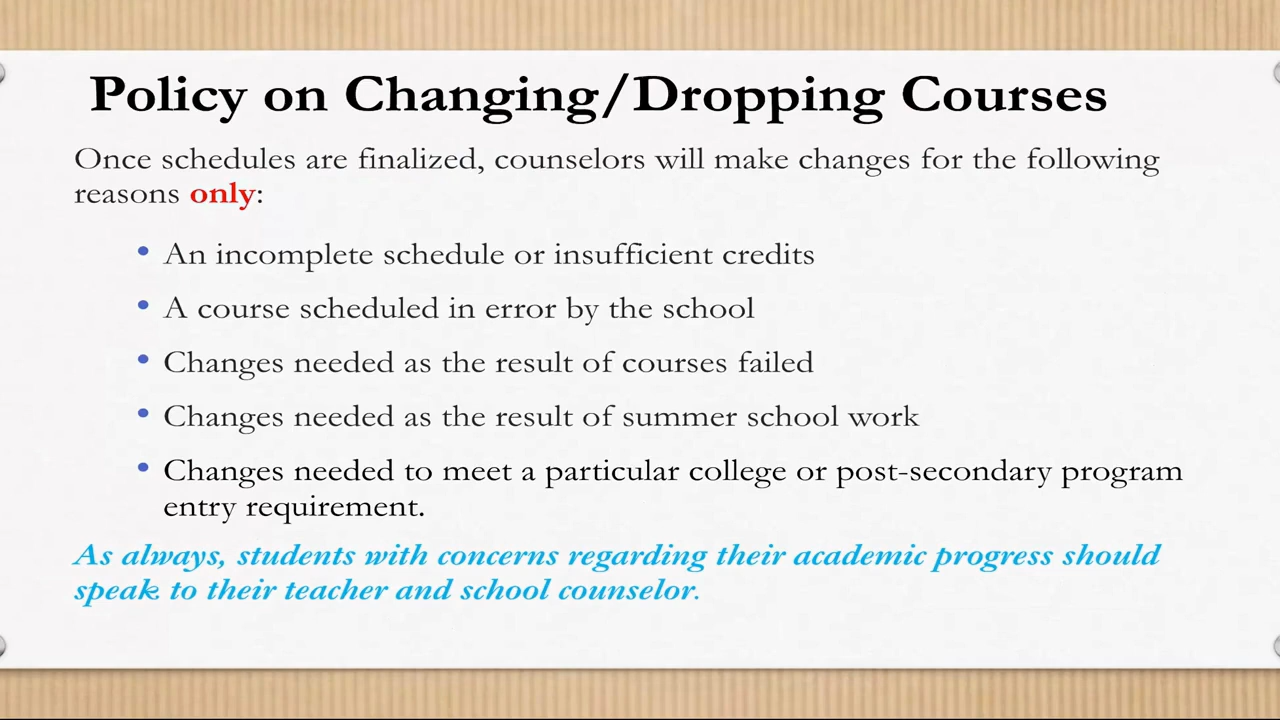 Policy on Changing/Dropping Courses
Once schedules are finalized, counselors will make changes for the following
reasons only:
• An incomplete schedule or insufficient credits
• A course scheduled in error by the school
• Changes needed as the result of courses failed
• Changes needed as the result of summer school work
• Changes needed to meet a particular college or post-secondary program
entry requirement.
As always, students with concerns regarding their academic progress should
speak to their teacher and school counselor.